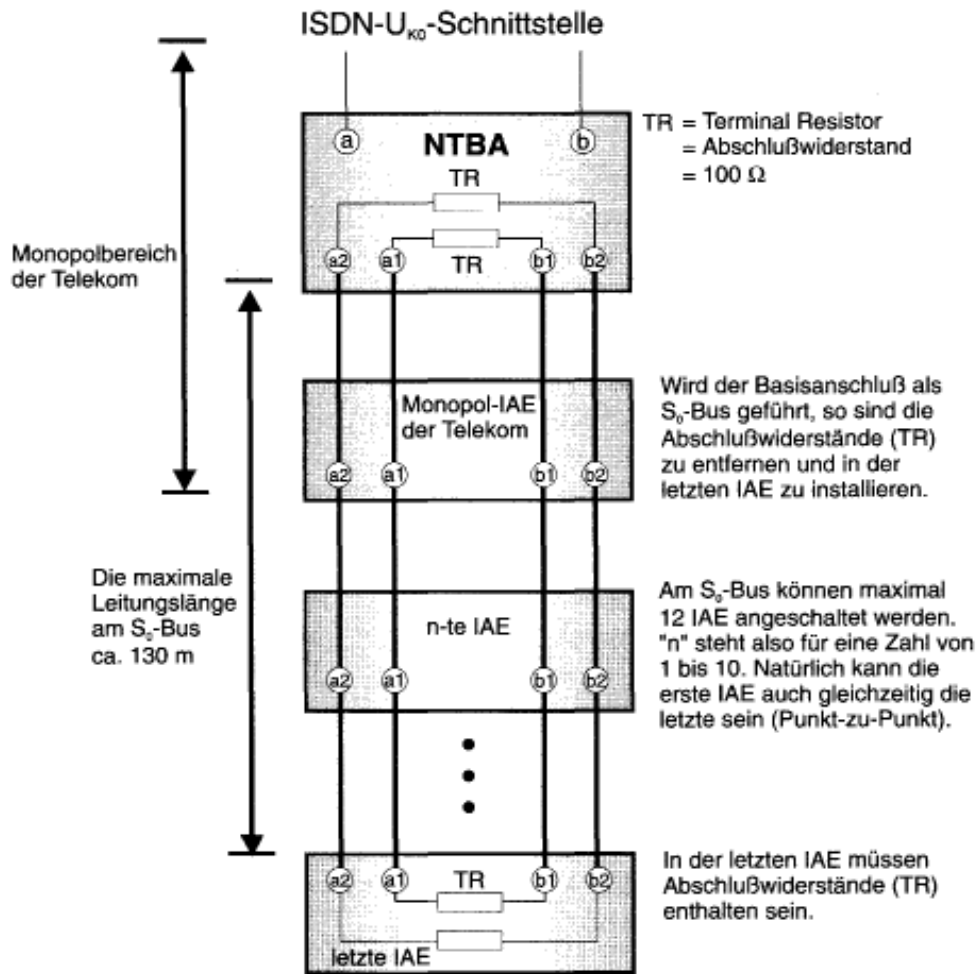 ISDN-U_K0-Schnittstelle
a
NTBA
b
TR = Terminal Resistor
= Abschlußwiderstand
= 100 Ω
TR
a2
a1
TR
b1
b2
Monopolbereich
der Telekom
Monopol-IAE
der Telekom
a2
a1
b1
b2
Wird der Basisanschluß als
S₀-Bus geführt, so sind die
Abschlußwiderstände (TR)
zu entfernen und in der
letzten IAE zu installieren.
Die maximale
Leitungslänge
am S₀-Bus
ca. 130 m
n-te IAE
a2
a1
b1
b2
Am S₀-Bus können maximal
12 IAE angeschaltet werden.
"n" steht also für eine Zahl von
1 bis 10. Natürlich kann die
erste IAE auch gleichzeitig die
letzte sein (Punkt-zu-Punkt).
a2
a1
TR
b1
b2
TR
letzte IAE
In der letzten IAE müssen
Abschlußwiderstände (TR)
enthalten sein.